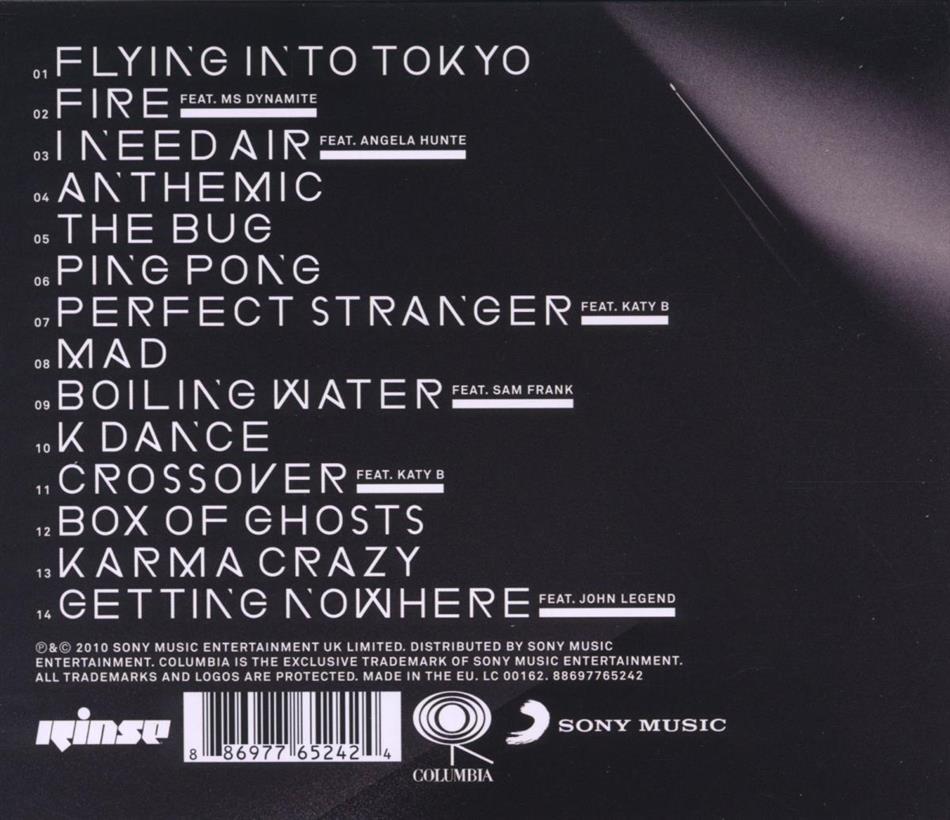 01 FLYING INTO TOKYO
02 FIRE FEAT. MS DYNAMITE
03 I NEED AIR FEAT. ANGELA HUNTE
04 ANTHEMIC
05 THE BUG
06 PING PONG
07 PERFECT STRANGER FEAT. KATY B
08 MAD
09 BOILING WATER FEAT. SAM FRANK
10 K DANCE
11 CROSSOVER FEAT. KATY B
12 BOX OF GHOSTS
13 KARMA CRAZY
14 GETTING NOWHERE FEAT. JOHN LEGEND
℗&© 2010 SONY MUSIC ENTERTAINMENT UK LIMITED. DISTRIBUTED BY SONY MUSIC
ENTERTAINMENT. COLUMBIA IS THE EXCLUSIVE TRADEMARK OF SONY MUSIC ENTERTAINMENT.
ALL TRADEMARKS AND LOGOS ARE PROTECTED. MADE IN THE EU. LC 00162. 88697765242
rinse
8 86977 65242 4
COLUMBIA
SONY MUSIC